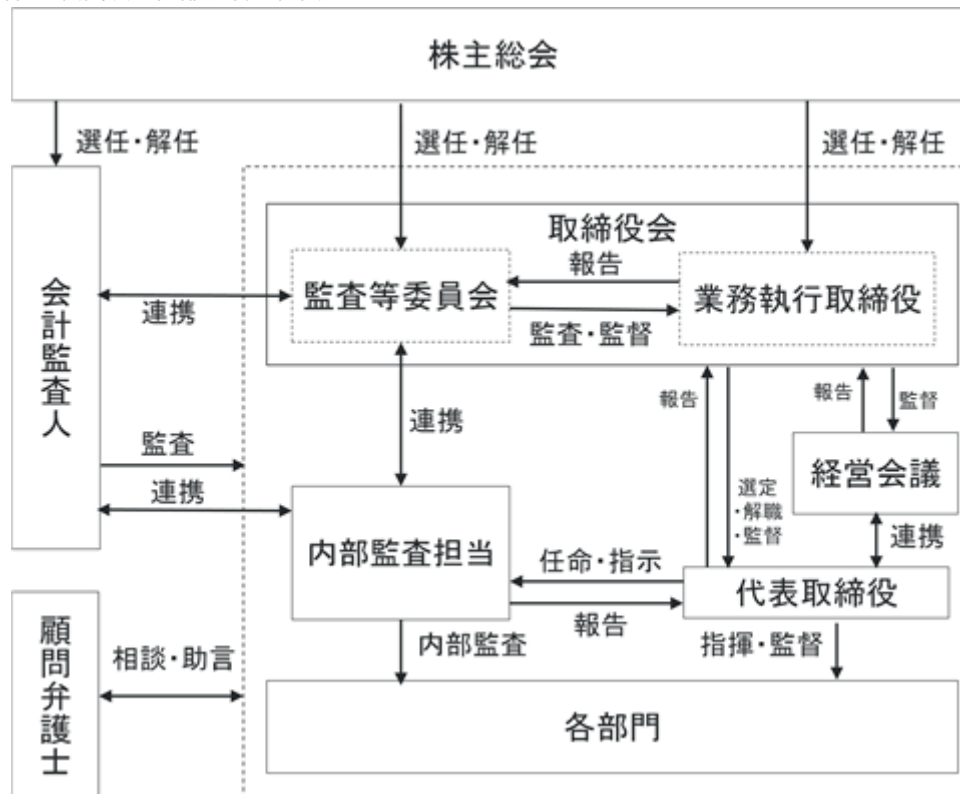 株主総会
選任・解任
選任・解任
選任・解任
会計監査人
取締役会
監査等委員会
報告
監査・監督
業務執行取締役
連携
連携
報告
選定
・解職
・監督
報告
監督
経営会議
連携
監査
連携
内部監査担当
任命・指示
報告
代表取締役
内部監査
指揮・監督
顧問弁護士
相談・助言
各部門